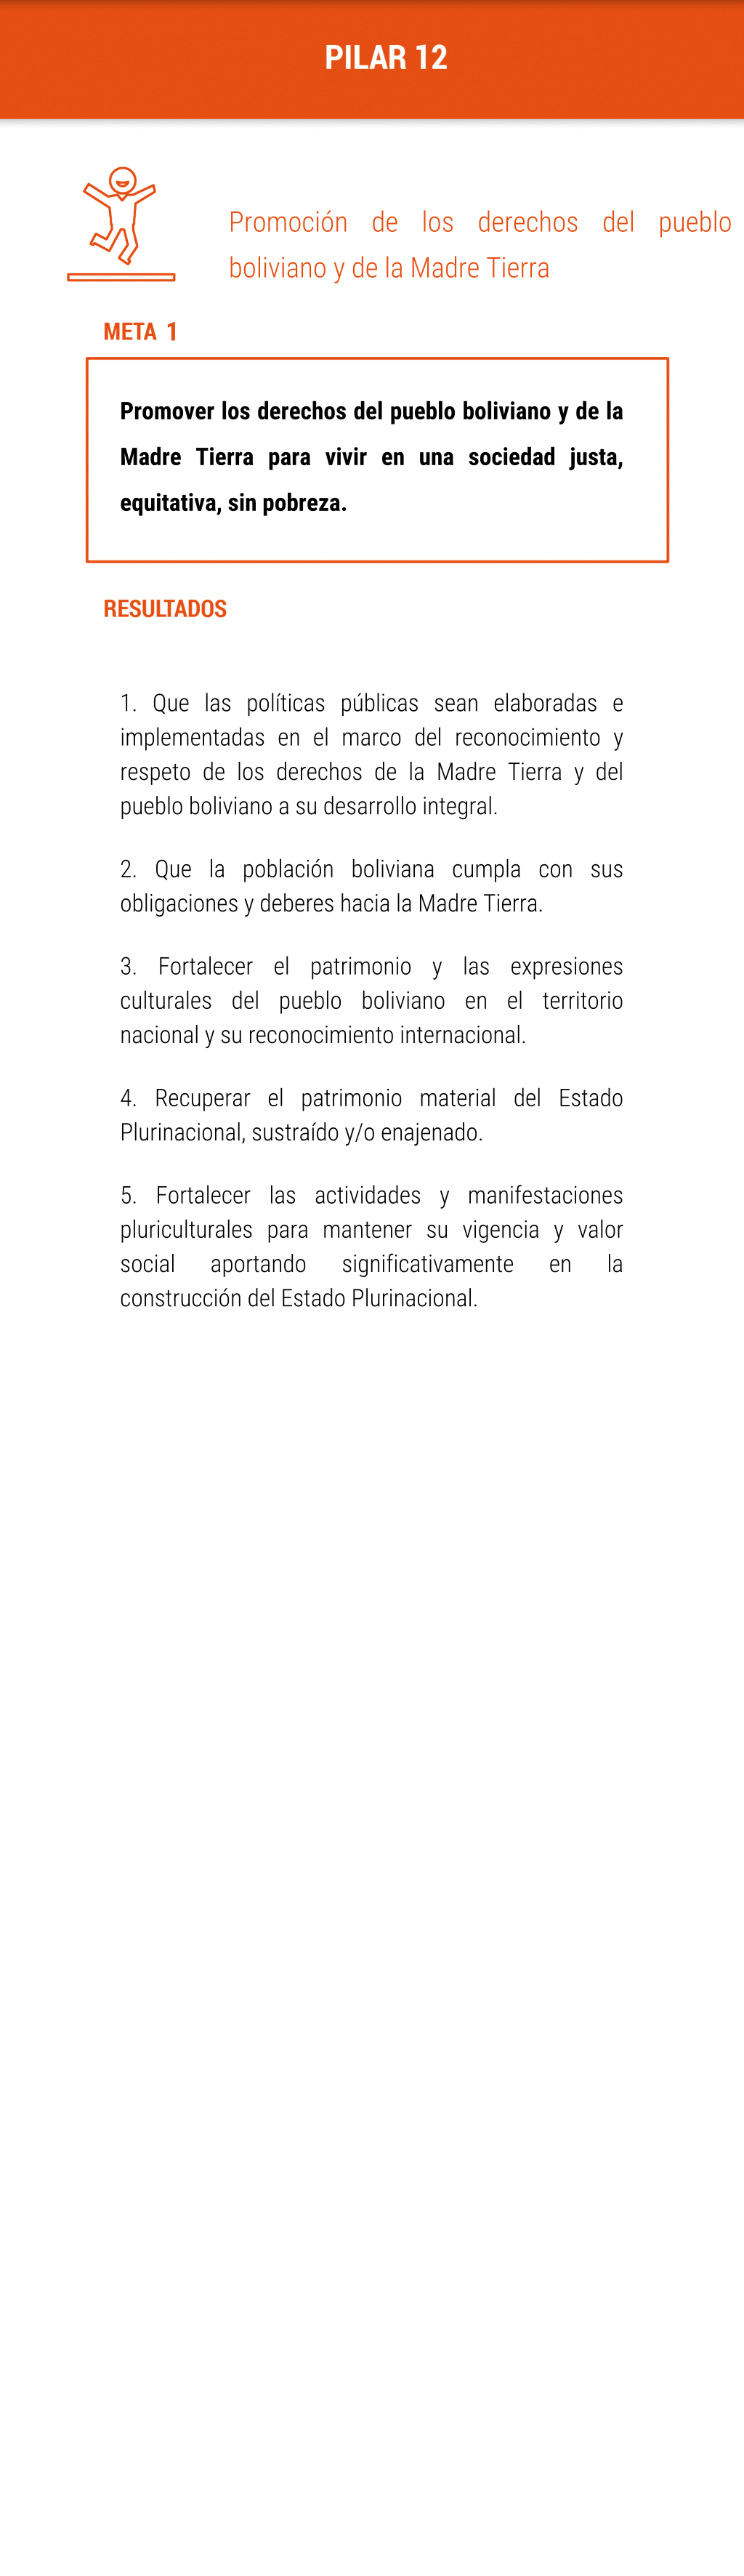 PILAR 12
Promoción de los derechos del pueblo
boliviano y de la Madre Tierra
META 1
Promover los derechos del pueblo boliviano y de la
Madre Tierra para vivir en una sociedad justa,
equitativa, sin pobreza.
RESULTADOS
1. Que las políticas públicas sean elaboradas e
implementadas en el marco del reconocimiento y
respeto de los derechos de la Madre Tierra y del
pueblo boliviano a su desarrollo integral.
2. Que la población boliviana cumpla con sus
obligaciones y deberes hacia la Madre Tierra.
3. Fortalecer el patrimonio y las expresiones
culturales del pueblo boliviano en el territorio
nacional y su reconocimiento internacional.
4. Recuperar el patrimonio material del Estado
Plurinacional, sustraído y/o enajenado.
5. Fortalecer las actividades y manifestaciones
pluriculturales para mantener su vigencia y valor
social aportando significativamente en la
construcción del Estado Plurinacional.